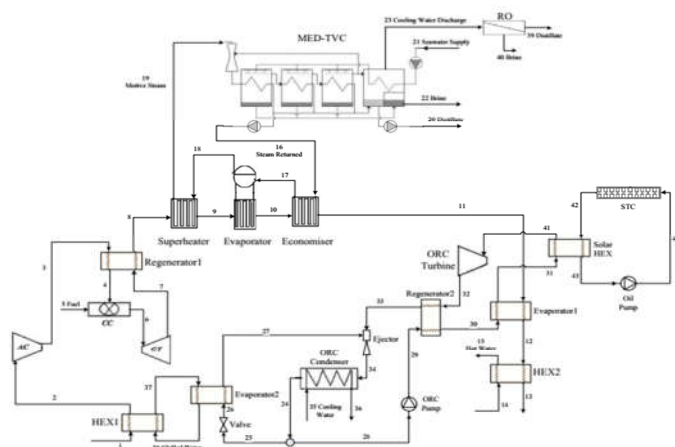 23 Cooling Water Discharge
RO
39 Distillate
MED-TVC
21 Seawater Supply
40 Brine
19
Motive Steam
22 Brine
20 Distillate
16
Steam Returned
18
17
11
42
STC
8
9
10
41
Superheater
Evaporator
Economiser
ORC
Turbine
Solar
HEX
3
Regenerator1
31
43
4
7
Regenerator2
32
Oil
Pump
5 Fuel
33
CC
6
30
Evaporator1
27
Ejector
AC
GT
ORC
Condenser
29
12
Hot Water
37
34
HEX2
2
Evaporator2
24
ORC
Pump
26
35 Cooling
Water
36
14
13
HEX1
Valve
25
28
1